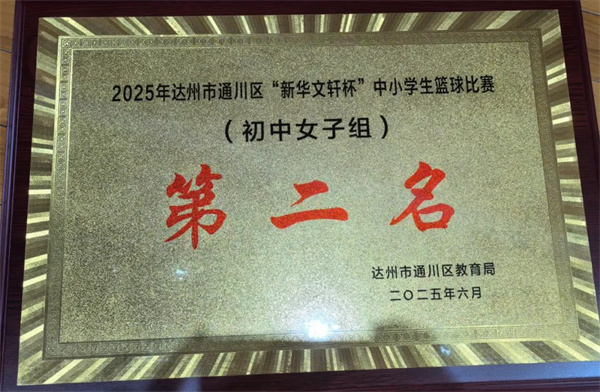 2025年达州市通川区“新华文轩杯”中小学生篮球比赛
（初中女子组）
第二名
达州市通川区教育局
二〇二五年六月